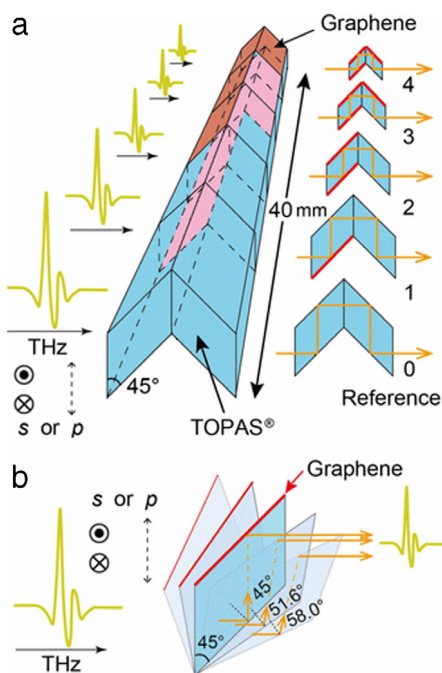 a
Graphene
4
3
40 mm
2
1
THz
45°
0
s or p
TOPAS®
Reference
b
Graphene
s or p
45°
51.6°
58.0°
45°
THz